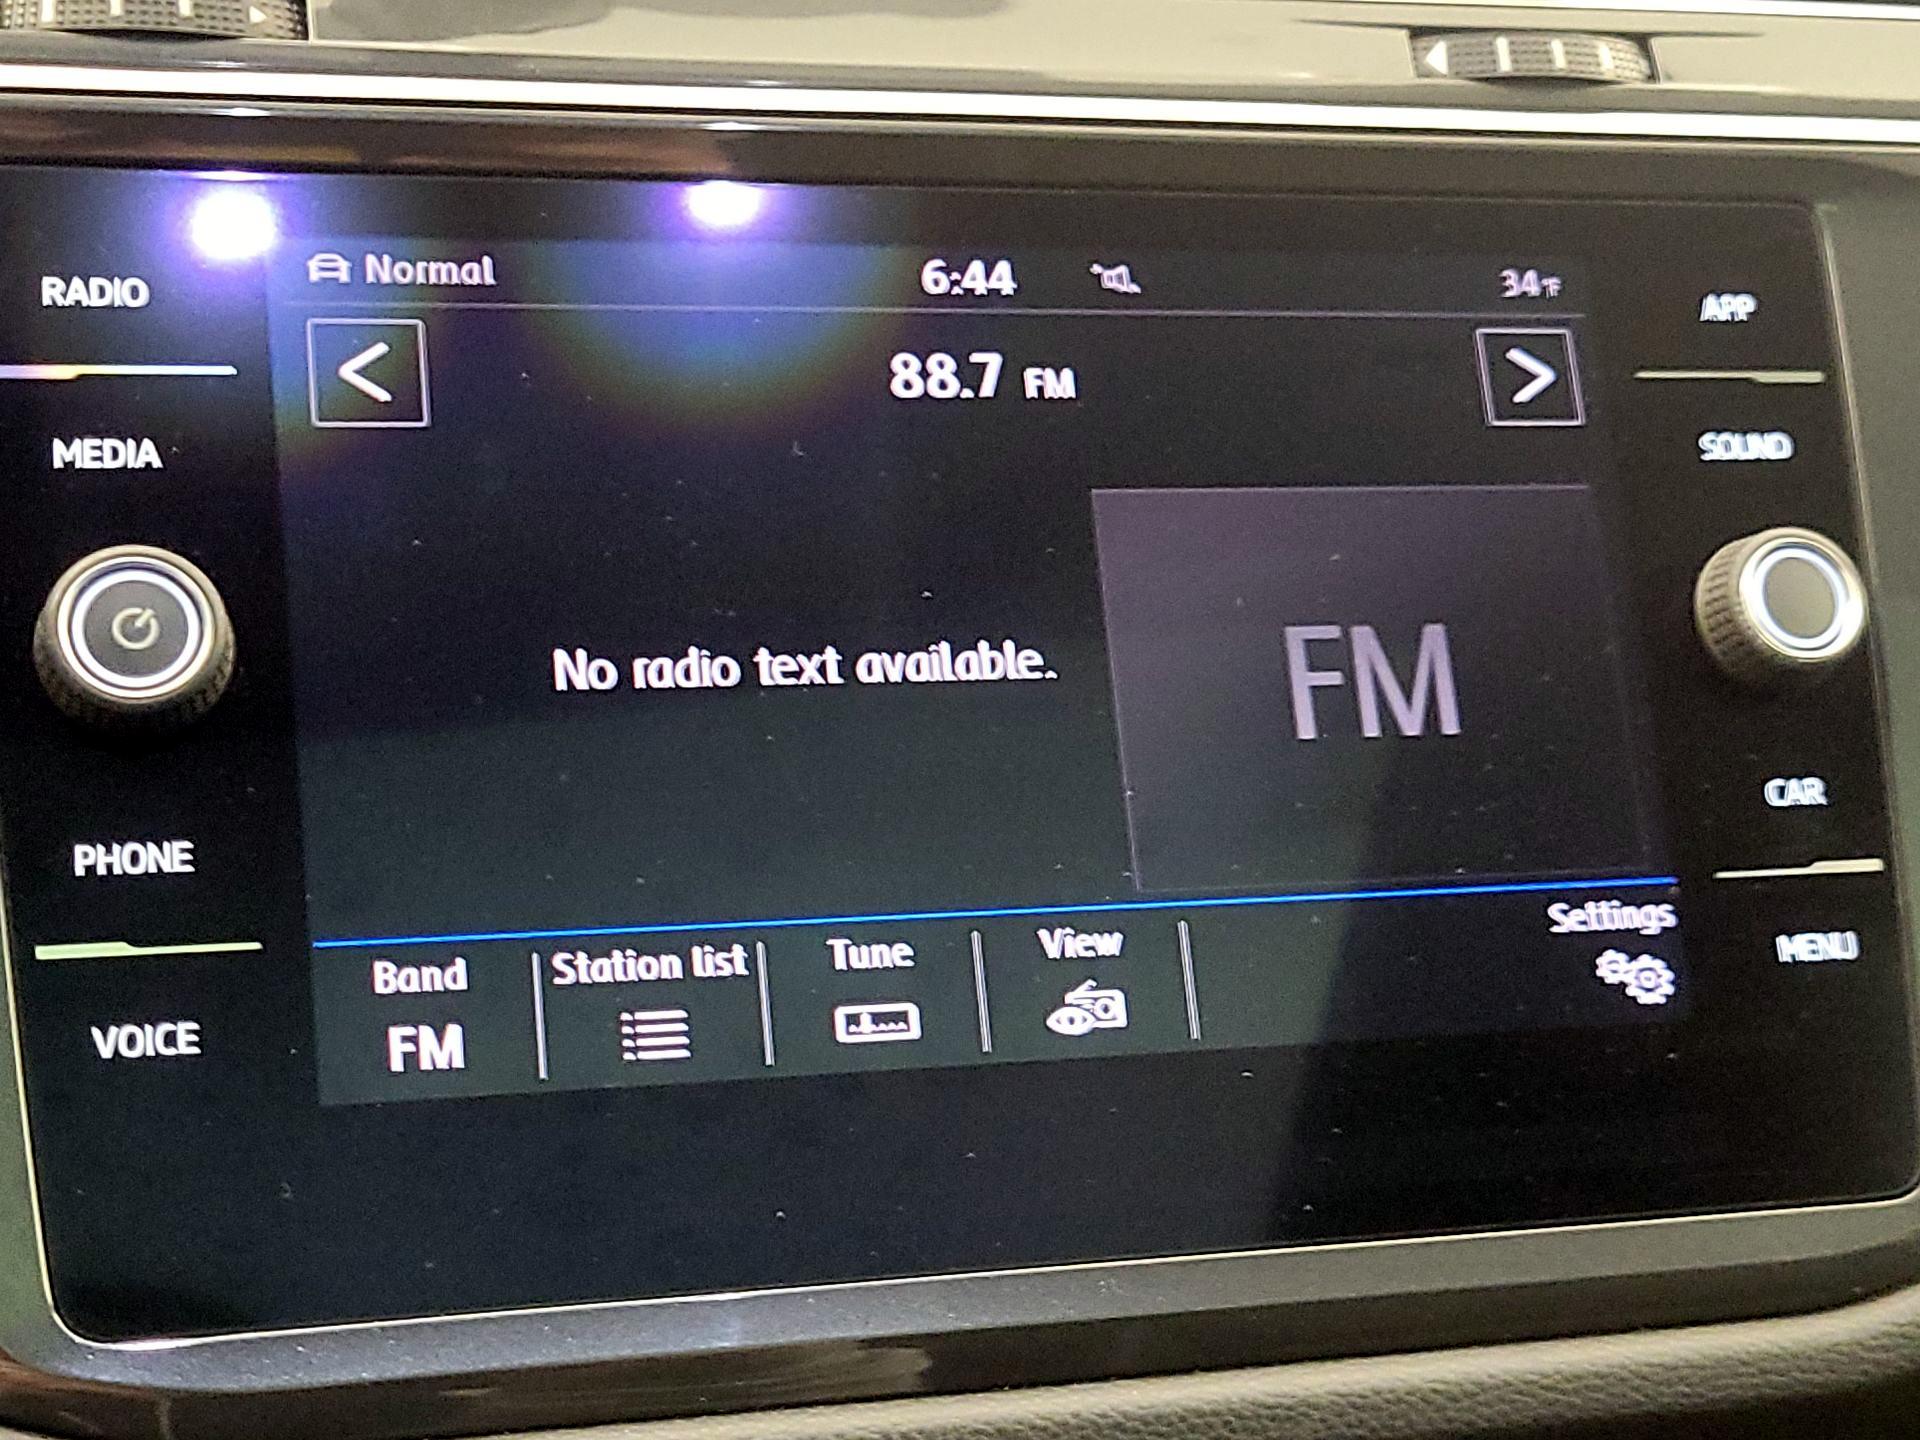 RADIO
MEDIA
PHONE
VOICE
Normal 6:44 34°F
< 88.7 FM >
No radio text available.
FM
Band Station list Tune View Settings
FM
APP
SOUND
CAR
MENU